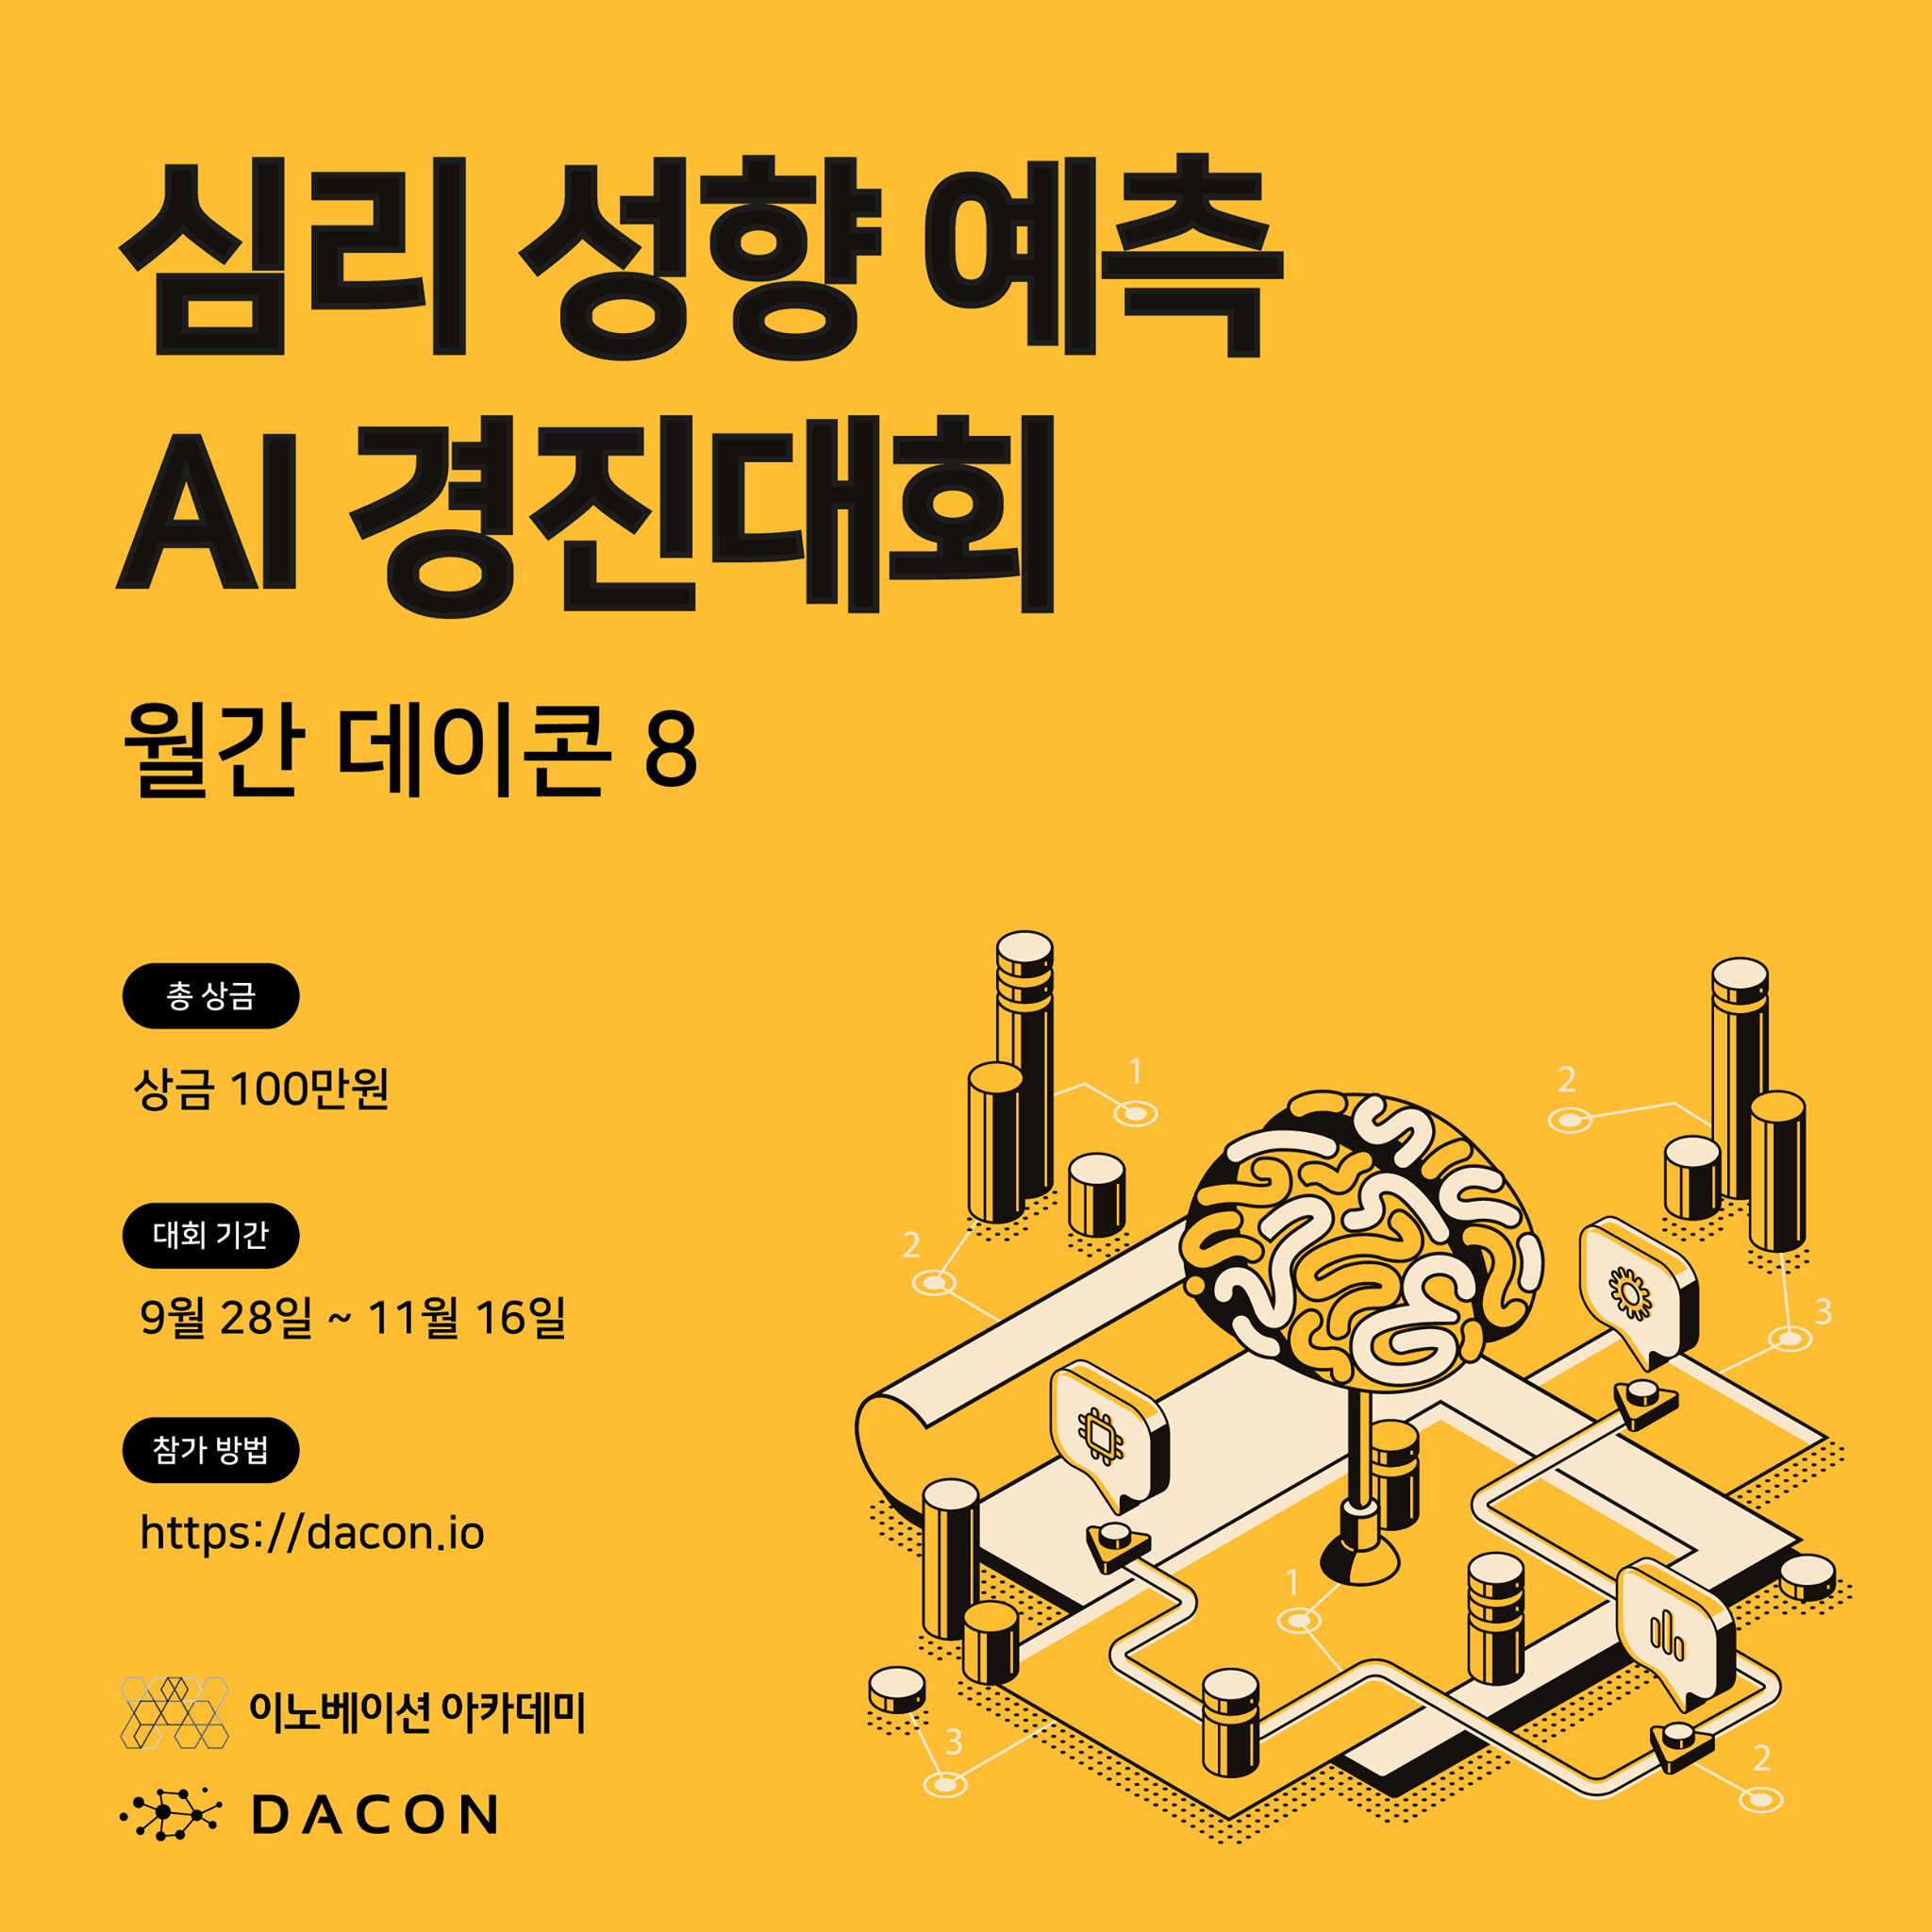 심리 성향 예측
AI 경진대회
월간 데이콘 8
총 상금
상금 100만원
대회 기간
9월 28일 ~ 11월 16일
참가 방법
https://dacon.io
이노베이션 아카데미
DACON
1
2
2
3
1
3
2